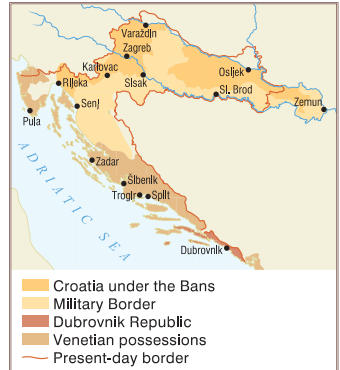 Varaždin
Zagreb
Karlovac
Osijek
Rijeka
Sisak
Sl. Brod
Senj
Zemun
Pula
ADRIATIC SEA
Zadar
Šibenik
Trogir
Split
Dubrovnik
Croatia under the Bans
Military Border
Dubrovnik Republic
Venetian possessions
Present-day border